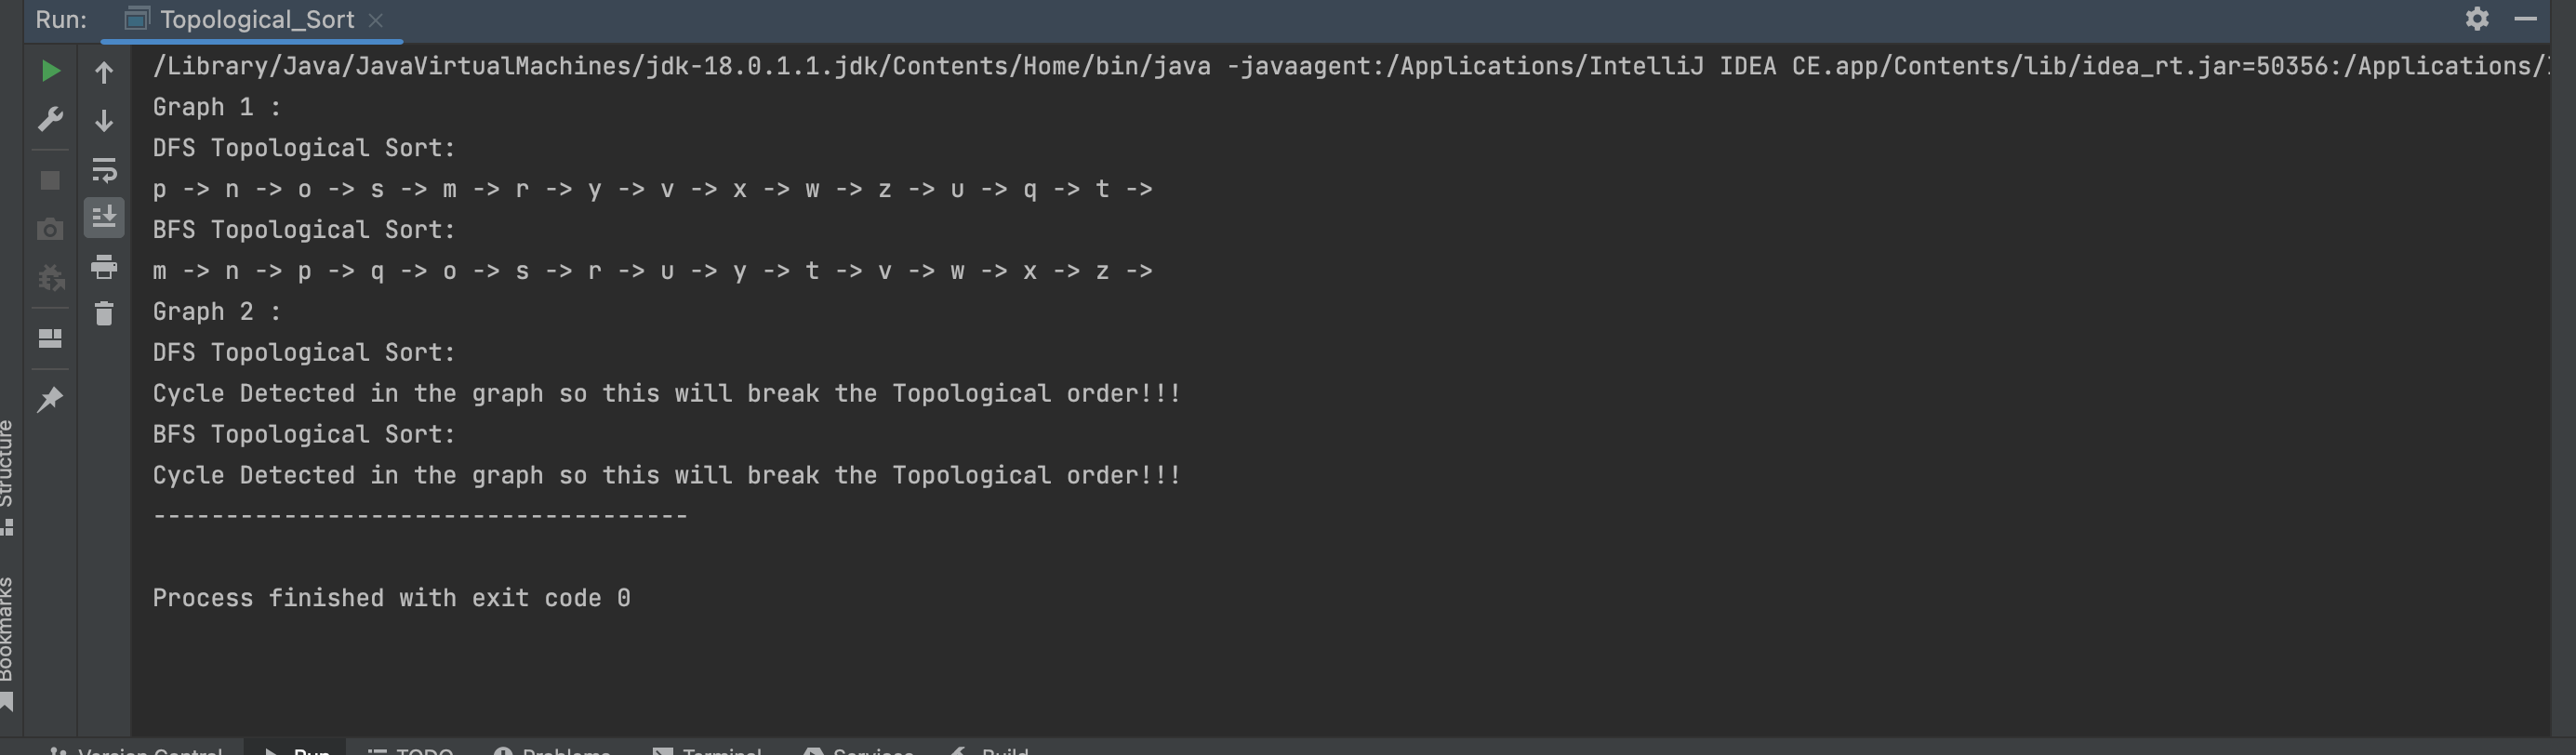 Run: Topological_Sort
/Library/Java/JavaVirtualMachines/jdk-18.0.1.1.jdk/Contents/Home/bin/java -javaagent:/Applications/IntelliJ IDEA CE.app/Contents/lib/idea_rt.jar=50356:/Applications/
Graph 1 :
DFS Topological Sort:
p -> n -> o -> s -> m -> r -> y -> v -> x -> w -> z -> u -> q -> t ->
BFS Topological Sort:
m -> n -> p -> q -> o -> s -> r -> u -> y -> t -> v -> w -> x -> z ->
Graph 2 :
DFS Topological Sort:
Cycle Detected in the graph so this will break the Topological order!!!
BFS Topological Sort:
Cycle Detected in the graph so this will break the Topological order!!!
-------------------------------------
Process finished with exit code 0
Structure
Bookmarks
Version Control Run TODO Problems Terminal Services Build